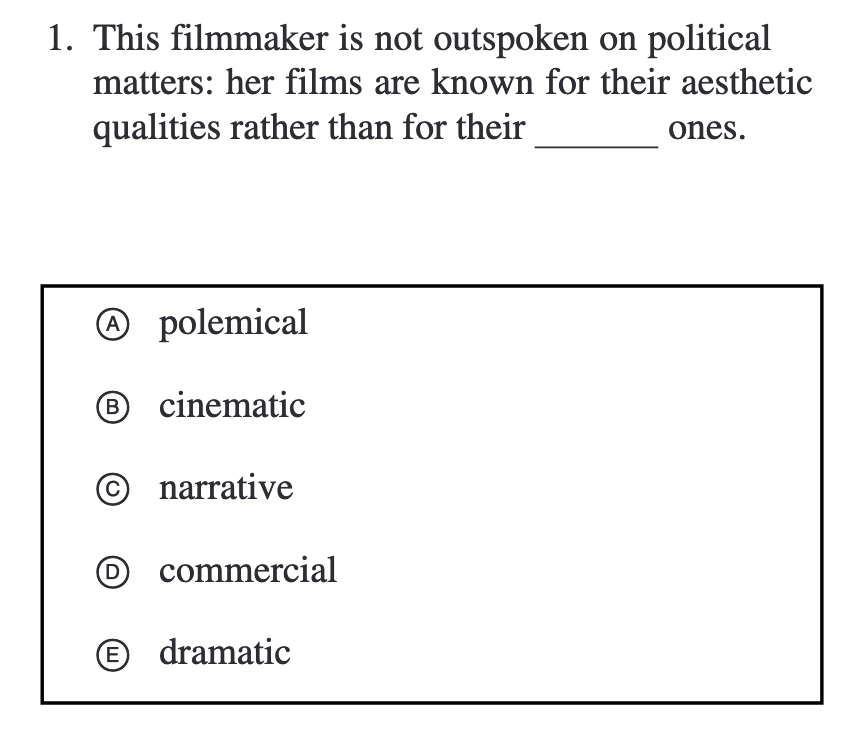 1. This filmmaker is not outspoken on political
matters: her films are known for their aesthetic
qualities rather than for their ______ ones.
A polemical
B cinematic
C narrative
D commercial
E dramatic